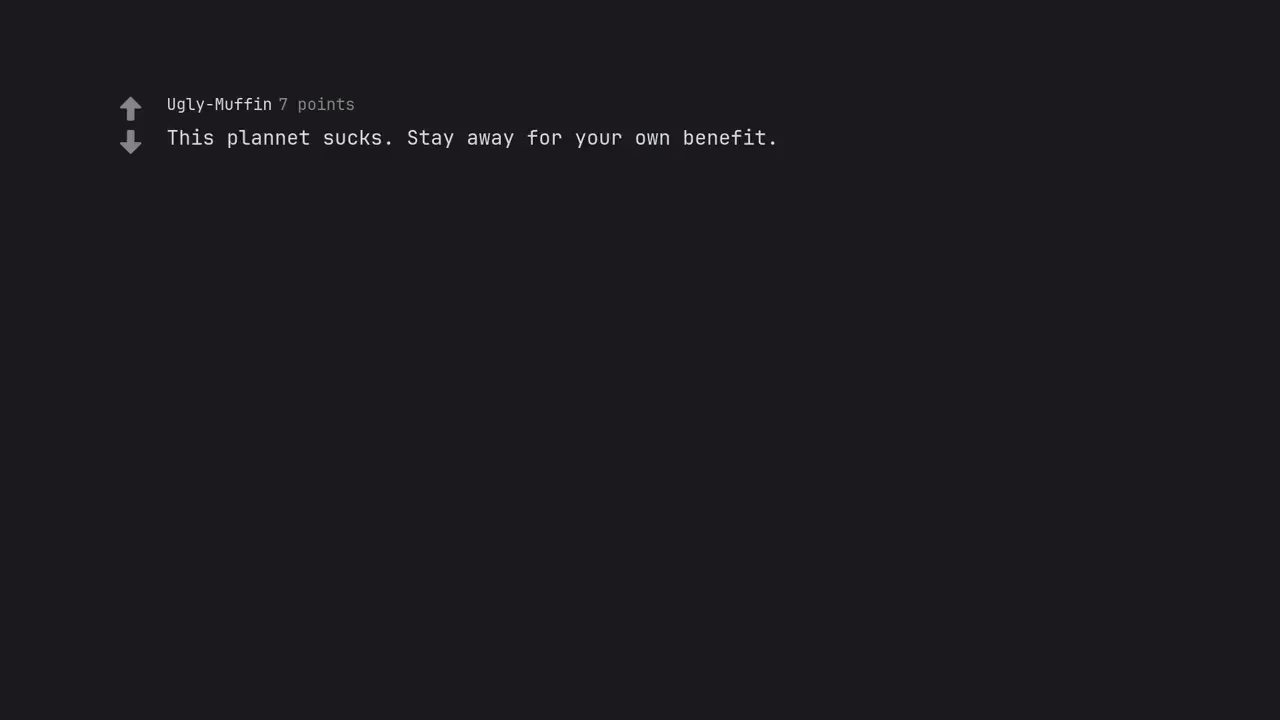 Ugly-Muffin 7 points
This plannet sucks. Stay away for your own benefit.